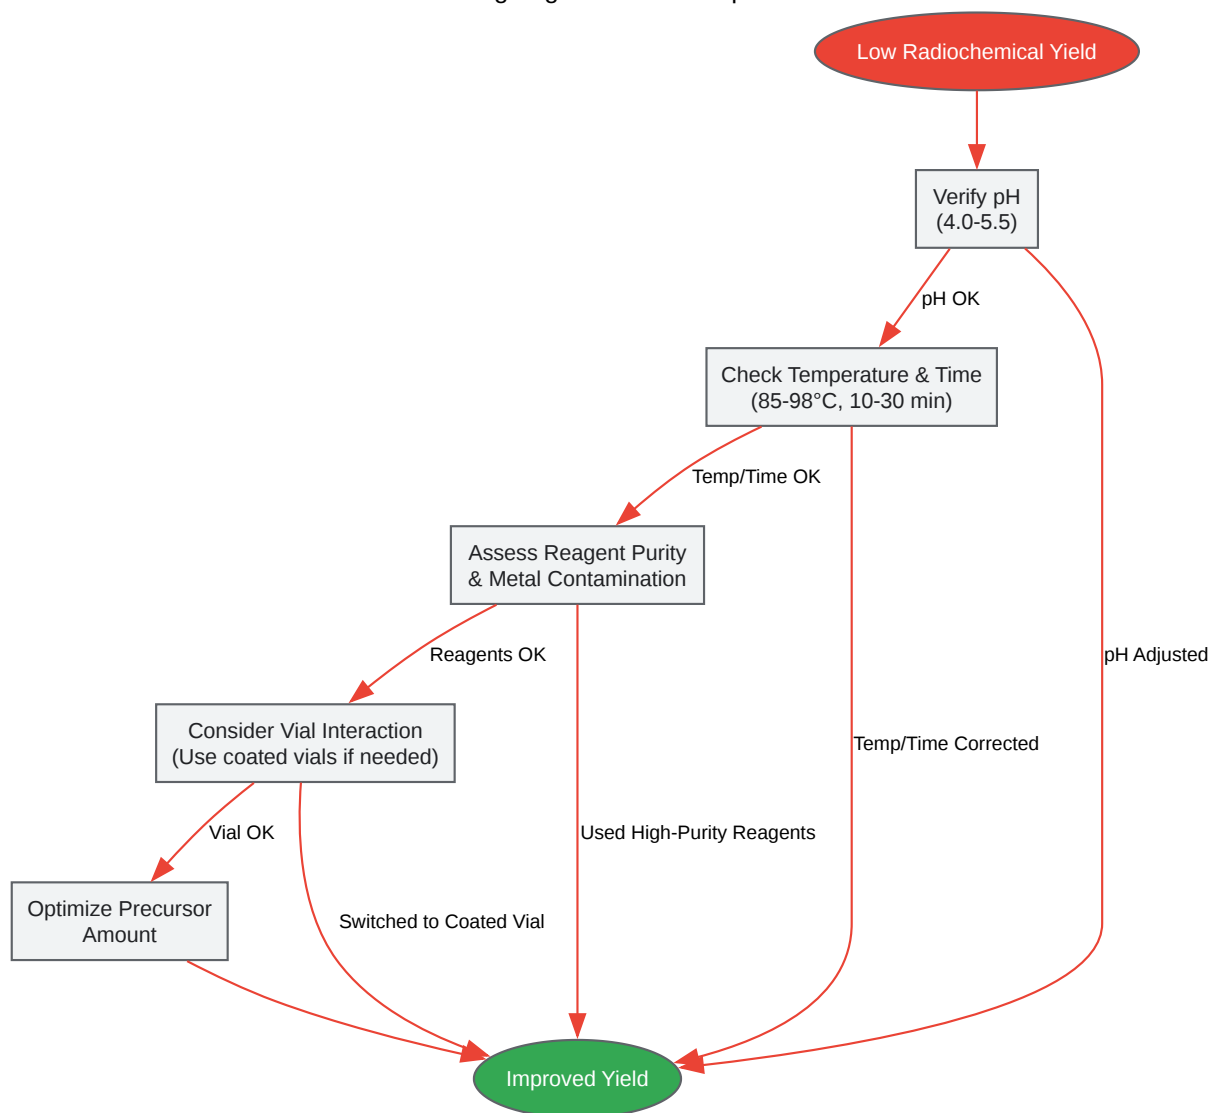 Low Radiochemical Yield
Verify pH
(4.0-5.5)
pH OK
Check Temperature & Time
(85-98°C, 10-30 min)
Temp/Time OK
Assess Reagent Purity
& Metal Contamination
Reagents OK
pH Adjusted
Consider Vial Interaction
(Use coated vials if needed)
Temp/Time Corrected
Vial OK
Used High-Purity Reagents
Optimize Precursor
Amount
Switched to Coated Vial
Improved Yield